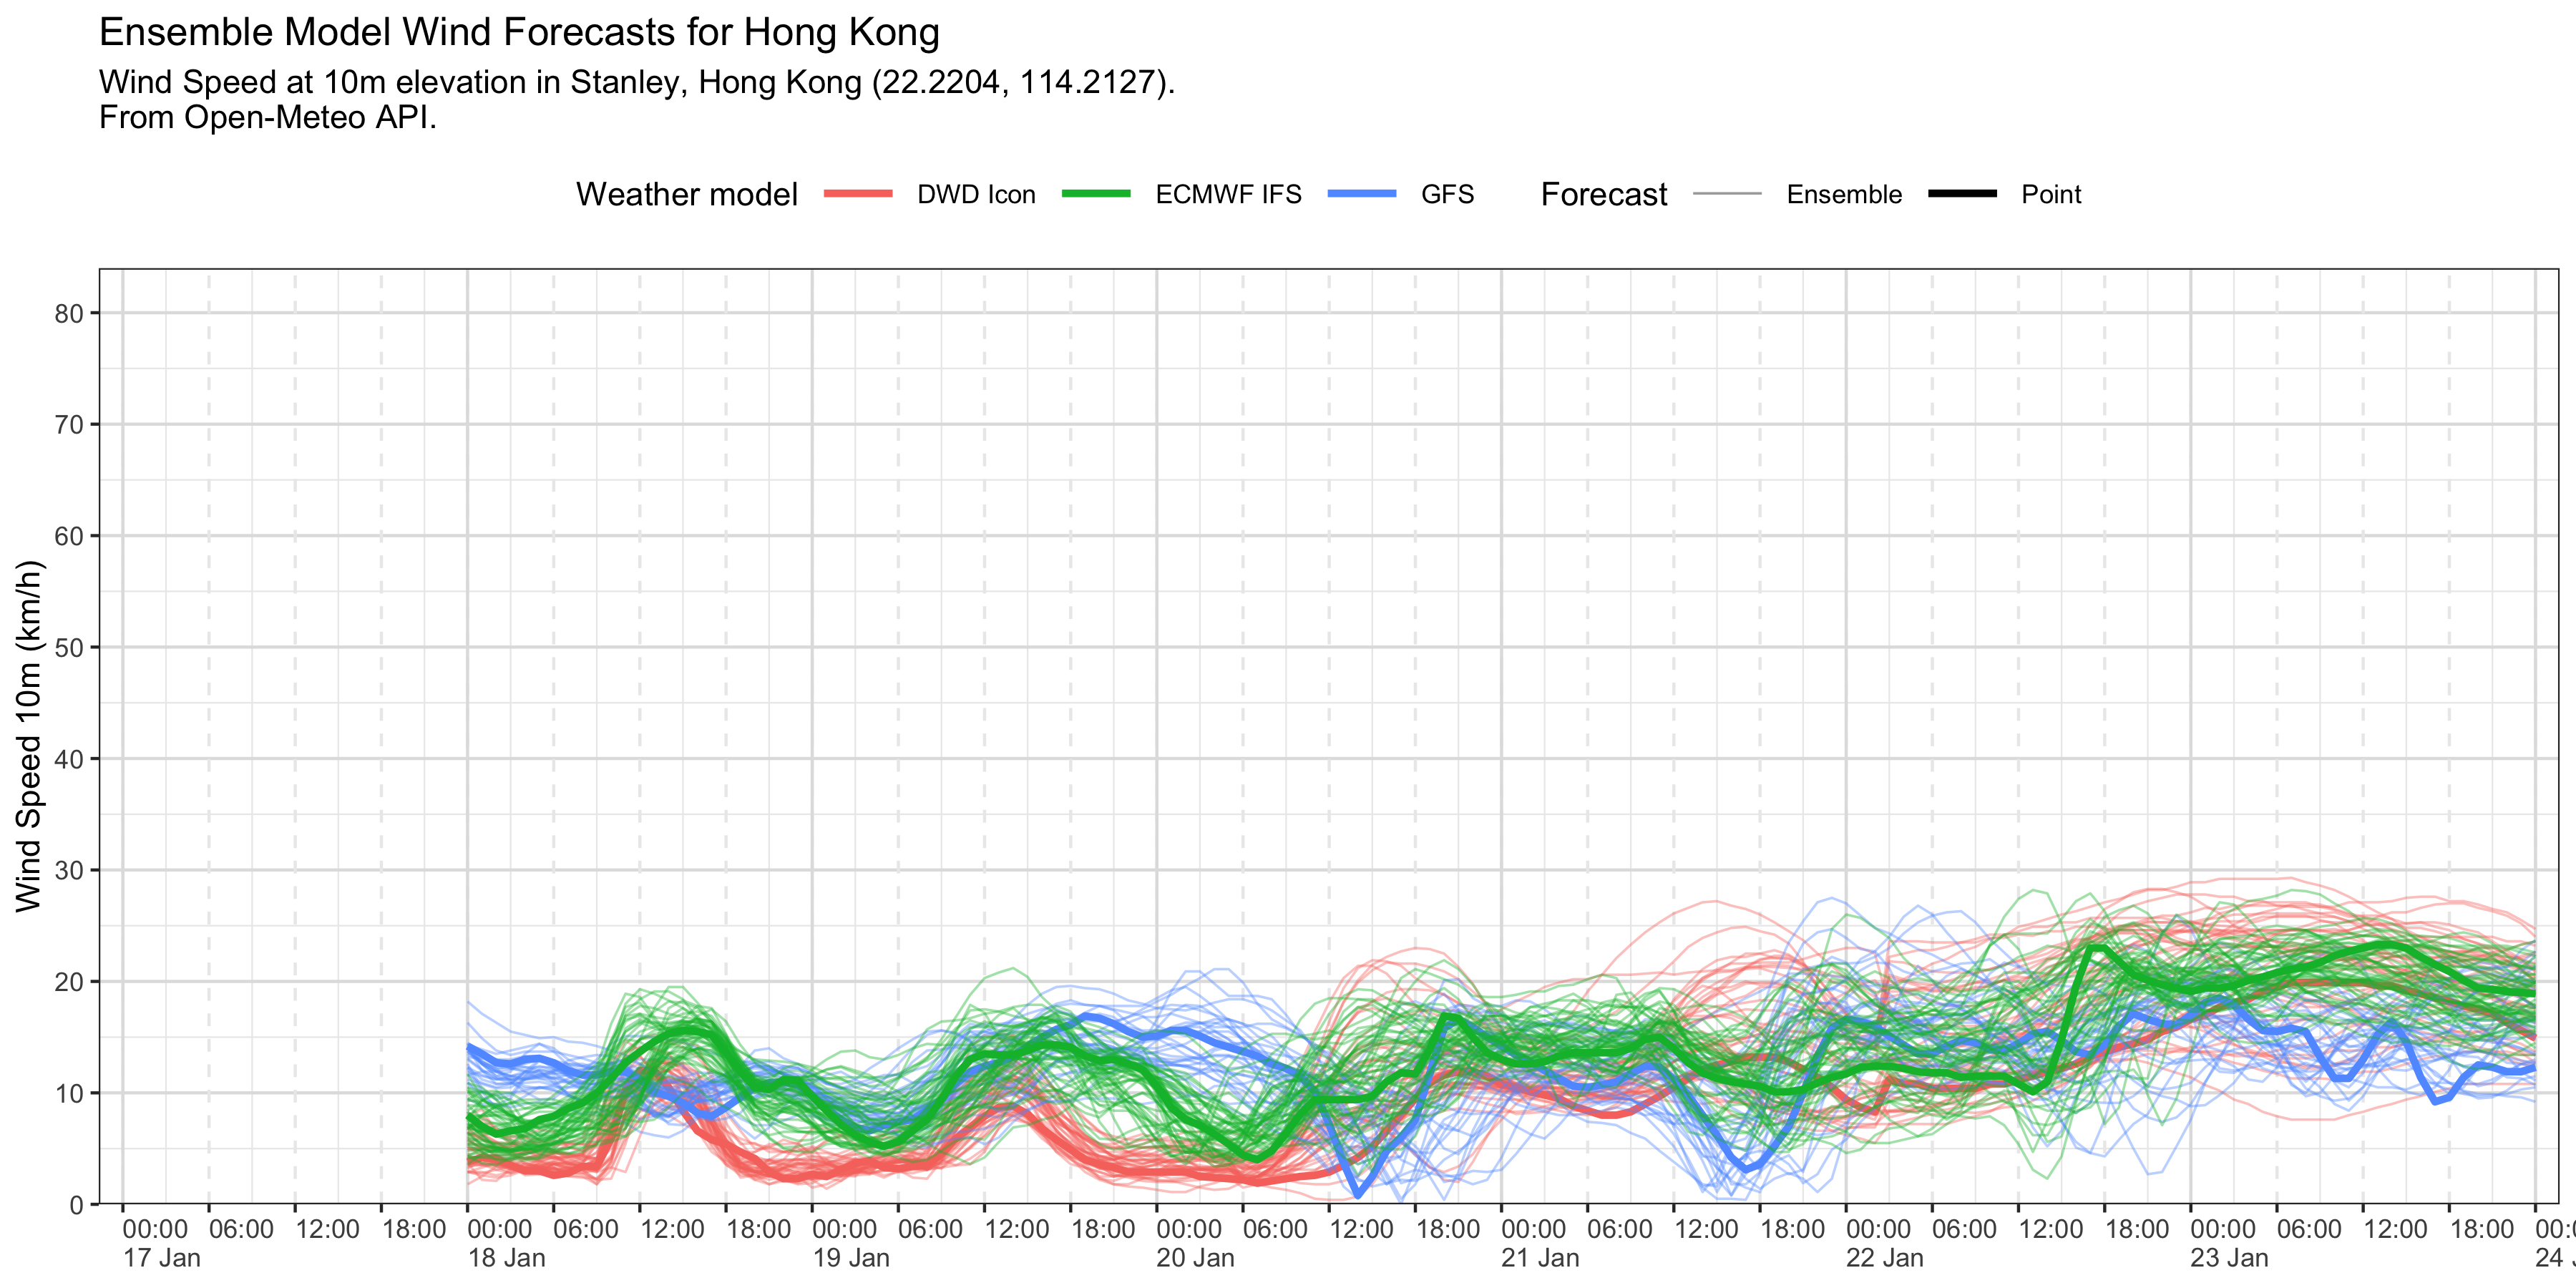 Ensemble Model Wind Forecasts for Hong Kong
Wind Speed at 10m elevation in Stanley, Hong Kong (22.2204, 114.2127).
From Open-Meteo API.
Weather model DWD Icon ECMWF IFS GFS Forecast Ensemble Point
Wind Speed 10m (km/h)
80
70
60
50
40
30
20
10
0
00:00 06:00 12:00 18:00 00:00 06:00 12:00 18:00 00:00 06:00 12:00 18:00 00:00 06:00 12:00 18:00 00:00 06:00 12:00 18:00 00:00 06:00 12:00 18:00 00:00 06:00 12:00 18:00 00:0
17 Jan 18 Jan 19 Jan 20 Jan 21 Jan 22 Jan 23 Jan 24 J